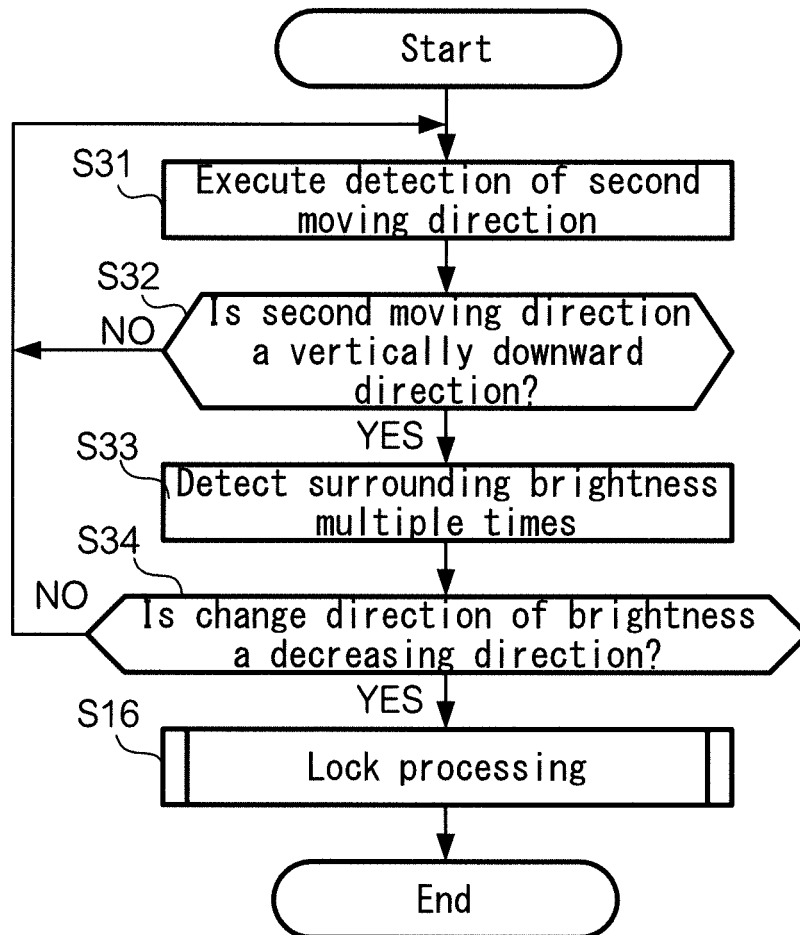 Start
S31
Execute detection of second
moving direction
S32
Is second moving direction
a vertically downward
direction?
NO
YES
S33
Detect surrounding brightness
multiple times
S34
NO
Is change direction of brightness
a decreasing direction?
YES
S16
Lock processing
End